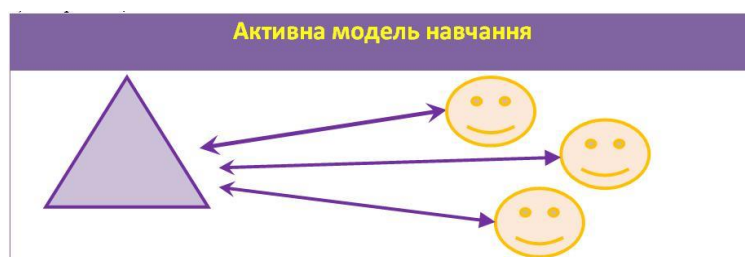 Активна модель навчання